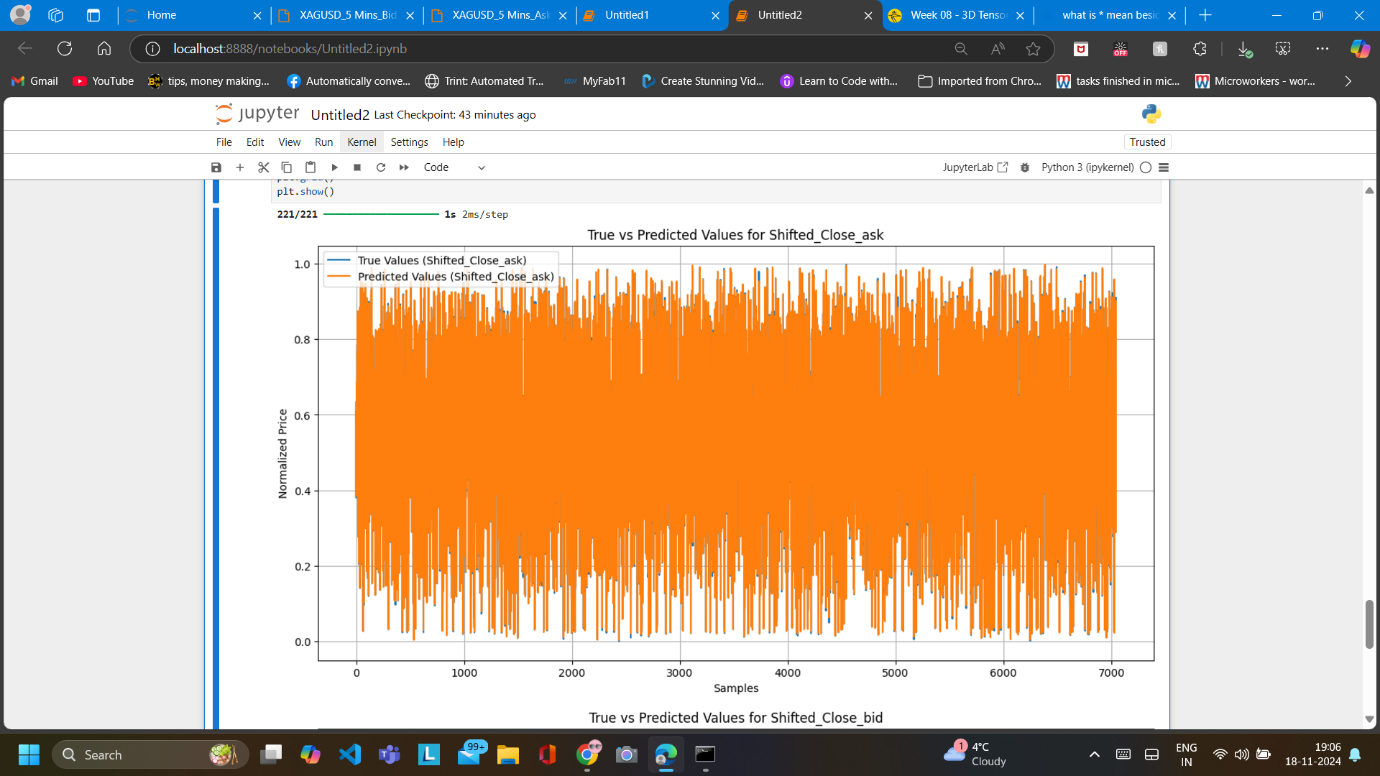 Home
XAGUSD_5 Mins_Bid
XAGUSD_5 Mins_Ask
Untitled1
Untitled2
Week 08 - 3D Tensor
what is * mean besid
localhost:8888/notebooks/Untitled2.ipynb
OFF
Gmail
YouTube
tips, money making...
Automatically conve...
Trint: Automated Tr...
MyFab11
Create Stunning Vid...
Learn to Code with...
Imported from Chro...
tasks finished in mic...
Microworkers - wor...
jupyter
Untitled2 Last Checkpoint: 43 minutes ago
File Edit View Run Kernel Settings Help
Trusted
Code
JupyterLab
Python 3 (ipykernel)
plt.show()
221/221 1s 2ms/step
True vs Predicted Values for Shifted_Close_ask
True Values (Shifted_Close_ask)
Predicted Values (Shifted_Close_ask)
1.0
0.8
0.6
0.4
0.2
0.0
Normalized Price
0 1000 2000 3000 4000 5000 6000 7000
Samples
True vs Predicted Values for Shifted_Close_bid
Search
99+
1
4°C
Cloudy
ENG
IN
19:06
18-11-2024